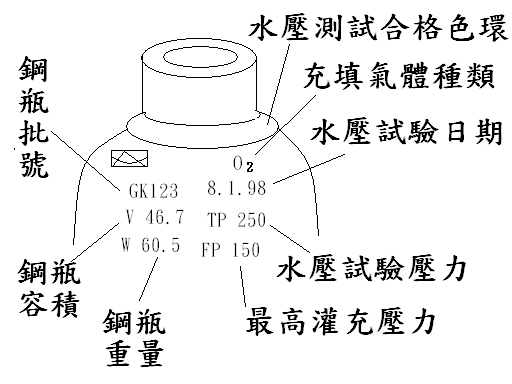 水壓測試合格色環
充填氣體種類
水壓試驗日期
鋼瓶批號
O₂
GK123 8.1.98
V 46.7 TP 250
W 60.5 FP 150
鋼瓶容積
鋼瓶重量
水壓試驗壓力
最高灌充壓力